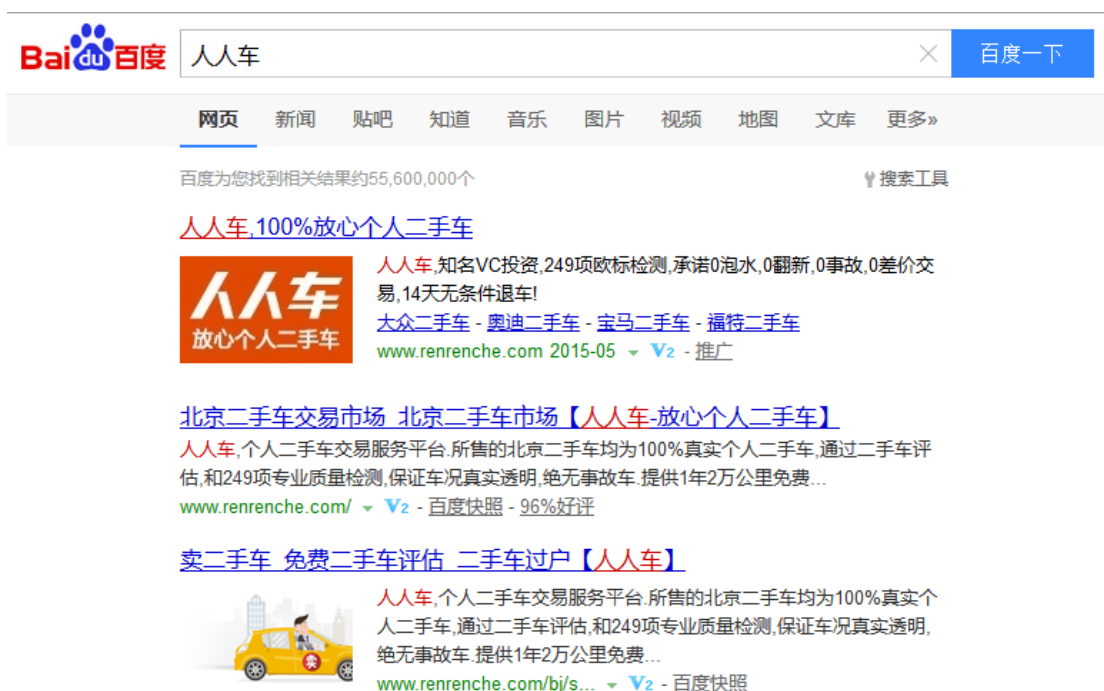 Bai du 百度 人人车 百度一下
网页 新闻 贴吧 知道 音乐 图片 视频 地图 文库 更多»
百度为您找到相关结果约55,600,000个 搜索工具
人人车,100%放心个人二手车
人人车
放心个人二手车
人人车,知名VC投资,249项欧标检测,承诺0泡水,0翻新,0事故,0差价交
易,14天无条件退车!
大众二手车 - 奥迪二手车 - 宝马二手车 - 福特二手车
www.renrenche.com 2015-05 V2 - 推广
北京二手车交易市场_北京二手车市场【人人车-放心个人二手车】
人人车,个人二手车交易服务平台.所售的北京二手车均为100%真实个人二手车,通过二手车评
估,和249项专业质量检测,保证车况真实透明,绝无事故车.提供1年2万公里免费...
www.renrenche.com/ V2 - 百度快照 - 96%好评
卖二手车_免费二手车评估_二手车过户【人人车】
卖
人人车,个人二手车交易服务平台.所售的北京二手车均为100%真实个
人二手车,通过二手车评估,和249项专业质量检测,保证车况真实透明,
绝无事故车.提供1年2万公里免费...
www.renrenche.com/bj/s... V2 - 百度快照